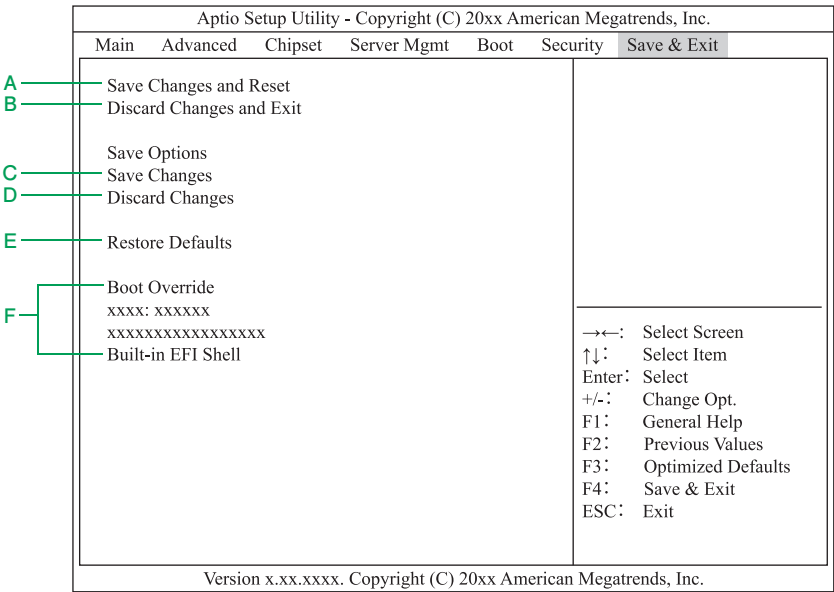 Aptio Setup Utility - Copyright (C) 20xx American Megatrends, Inc.
Main Advanced Chipset Server Mgmt Boot Security Save & Exit
A Save Changes and Reset
B Discard Changes and Exit
Save Options
C Save Changes
D Discard Changes
E Restore Defaults
F Boot Override
xxxx: xxxxxx
xxxxxxxxxxxxxxxxx
Built-in EFI Shell
→←: Select Screen
↑↓: Select Item
Enter: Select
+/-: Change Opt.
F1: General Help
F2: Previous Values
F3: Optimized Defaults
F4: Save & Exit
ESC: Exit
Version x.xx.xxxx. Copyright (C) 20xx American Megatrends, Inc.